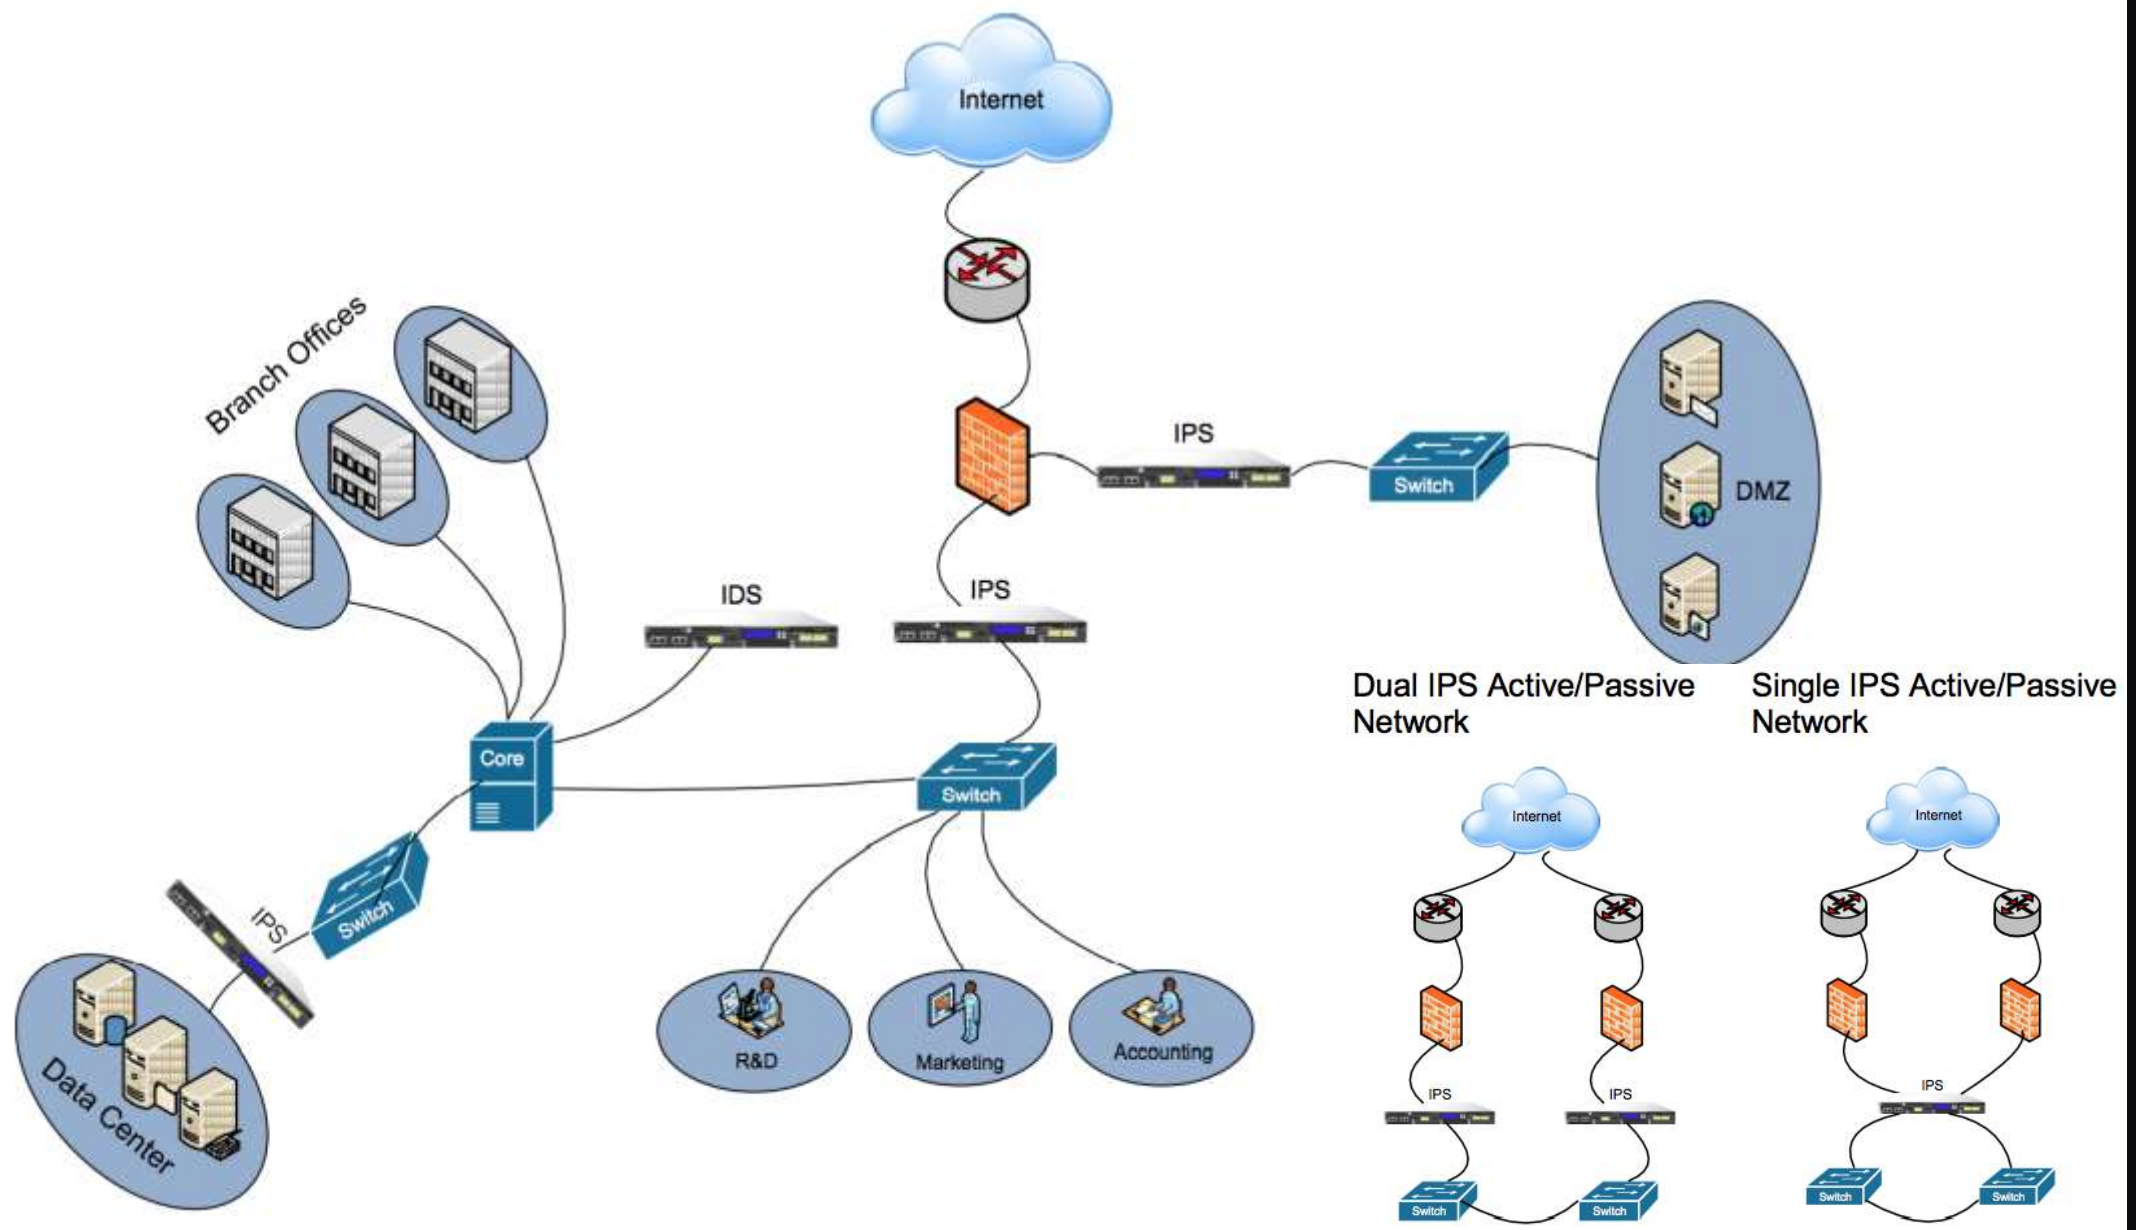 Internet
Branch Offices
IPS
Switch
DMZ
IDS
IPS
Core
Switch
IPS
Switch
Data Center
R&D
Marketing
Accounting
Dual IPS Active/Passive
Network
Internet
IPS
IPS
Switch
Switch
Single IPS Active/Passive
Network
Internet
IPS
Switch
Switch